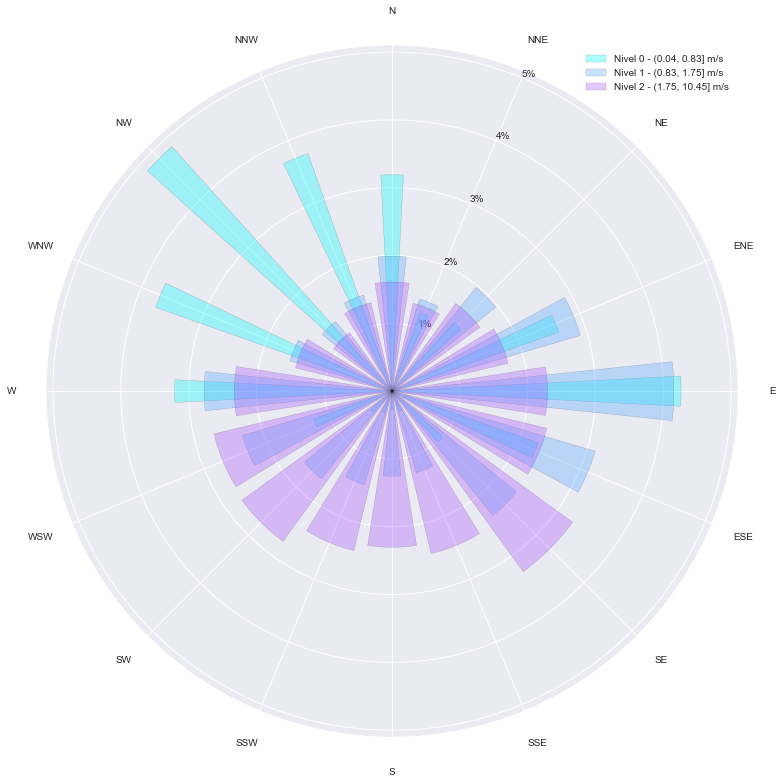 N
NNW
NNE
Nivel 0 - (0.04, 0.83] m/s
Nivel 1 - (0.83, 1.75] m/s
Nivel 2 - (1.75, 10.45] m/s
5%
NW
NE
4%
3%
WNW
ENE
2%
1%
W
E
WSW
ESE
SW
SE
SSW
SSE
S